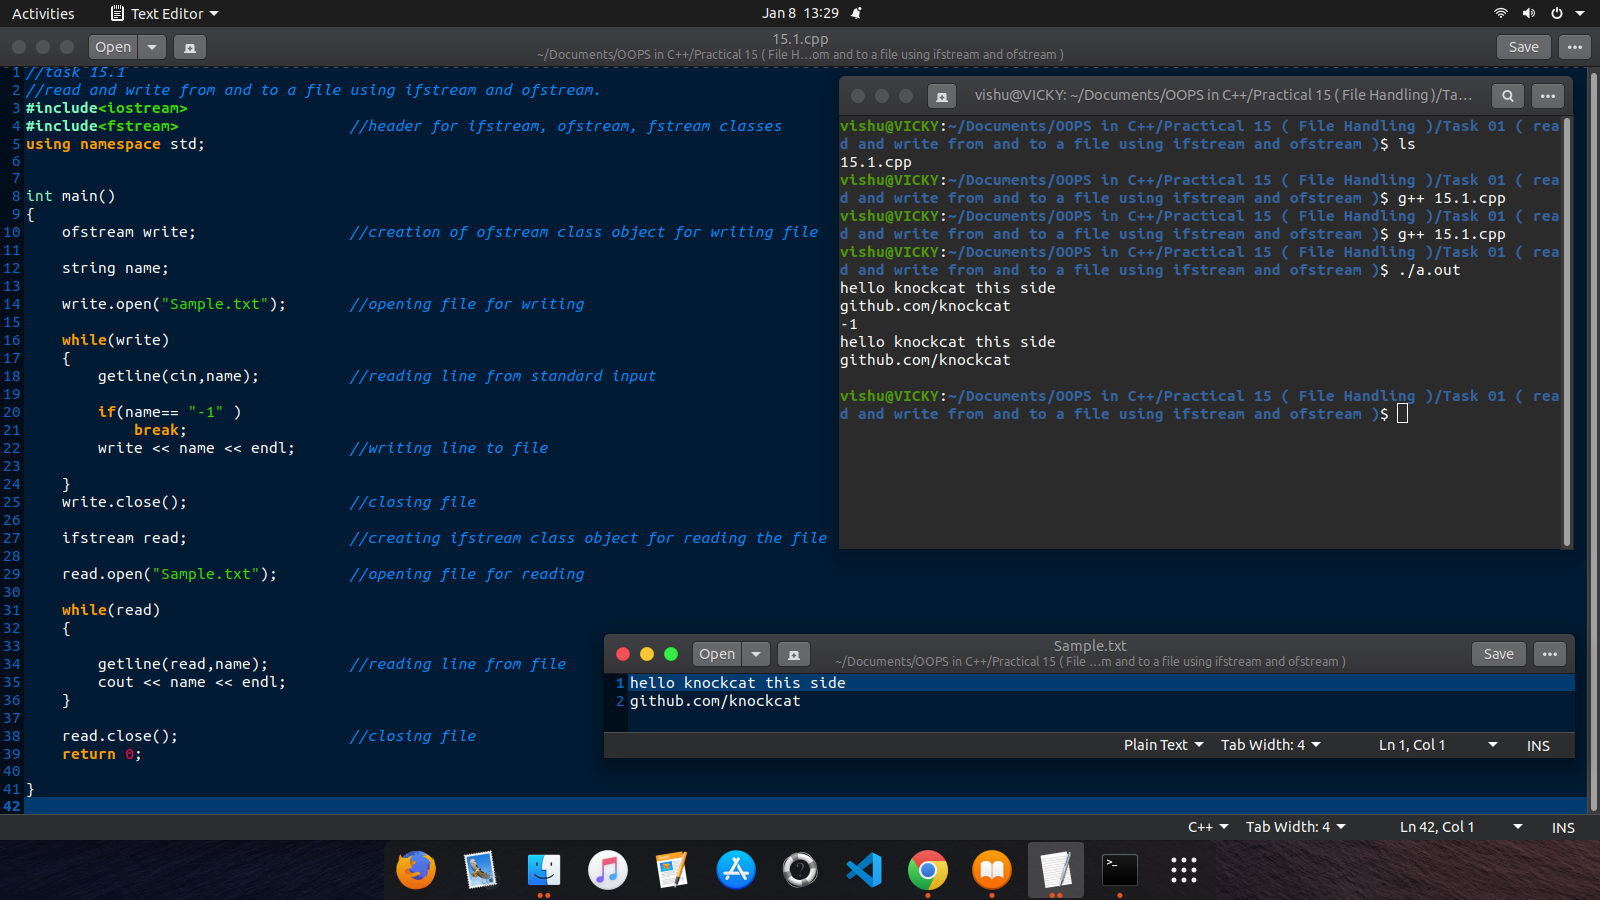 Activities
Text Editor
Jan 8 13:29
Open
15.1.cpp
~/Documents/OOPS in C++/Practical 15 ( File H...om and to a file using ifstream and ofstream )
Save
1 //task 15.1
2 //read and write from and to a file using ifstream and ofstream.
3 #include<iostream>
4 #include<fstream> //header for ifstream, ofstream, fstream classes
5 using namespace std;
6
7
8 int main()
9 {
10 ofstream write; //creation of ofstream class object for writing file
11
12 string name;
13
14 write.open("Sample.txt"); //opening file for writing
15
16 while(write)
17 {
18 getline(cin,name); //reading line from standard input
19
20 if(name== "-1" )
21 break;
22 write << name << endl; //writing line to file
23
24 }
25 write.close(); //closing file
26
27 ifstream read; //creating ifstream class object for reading the file
28
29 read.open("Sample.txt"); //opening file for reading
30
31 while(read)
32 {
33
34 getline(read,name); //reading line from file
35 cout << name << endl;
36 }
37
38 read.close(); //closing file
39 return 0;
40
41 }
42
C++
Tab Width: 4
Ln 42, Col 1
INS
vishu@VICKY: ~/Documents/OOPS in C++/Practical 15 ( File Handling )/Ta...
vishu@VICKY:~/Documents/OOPS in C++/Practical 15 ( File Handling )/Task 01 ( rea
d and write from and to a file using ifstream and ofstream )$ ls
15.1.cpp
vishu@VICKY:~/Documents/OOPS in C++/Practical 15 ( File Handling )/Task 01 ( rea
d and write from and to a file using ifstream and ofstream )$ g++ 15.1.cpp
vishu@VICKY:~/Documents/OOPS in C++/Practical 15 ( File Handling )/Task 01 ( rea
d and write from and to a file using ifstream and ofstream )$ g++ 15.1.cpp
vishu@VICKY:~/Documents/OOPS in C++/Practical 15 ( File Handling )/Task 01 ( rea
d and write from and to a file using ifstream and ofstream )$ ./a.out
hello knockcat this side
github.com/knockcat
-1
hello knockcat this side
github.com/knockcat
vishu@VICKY:~/Documents/OOPS in C++/Practical 15 ( File Handling )/Task 01 ( rea
d and write from and to a file using ifstream and ofstream )$
Open
Sample.txt
~/Documents/OOPS in C++/Practical 15 ( File ...m and to a file using ifstream and ofstream )
Save
1 hello knockcat this side
2 github.com/knockcat
Plain Text
Tab Width: 4
Ln 1, Col 1
INS